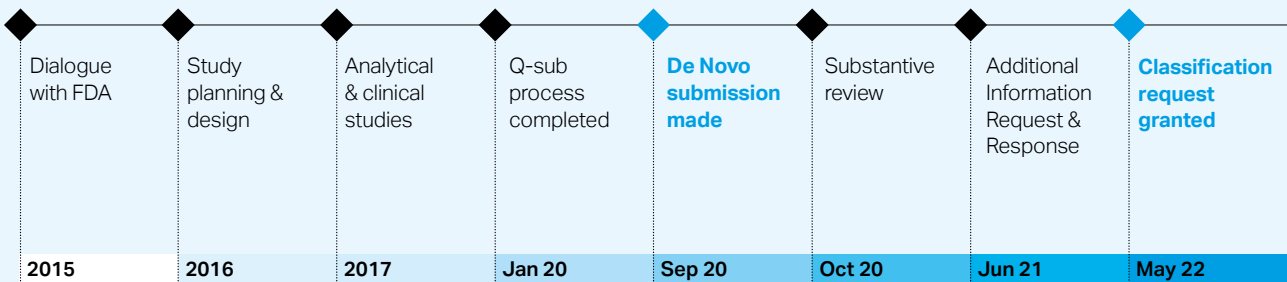 Dialogue
with FDA
Study
planning &
design
Analytical
& clinical
studies
Q-sub
process
completed
De Novo
submission
made
Substantive
review
Additional
Information
Request &
Response
Classification
request
granted
2015
2016
2017
Jan 20
Sep 20
Oct 20
Jun 21
May 22